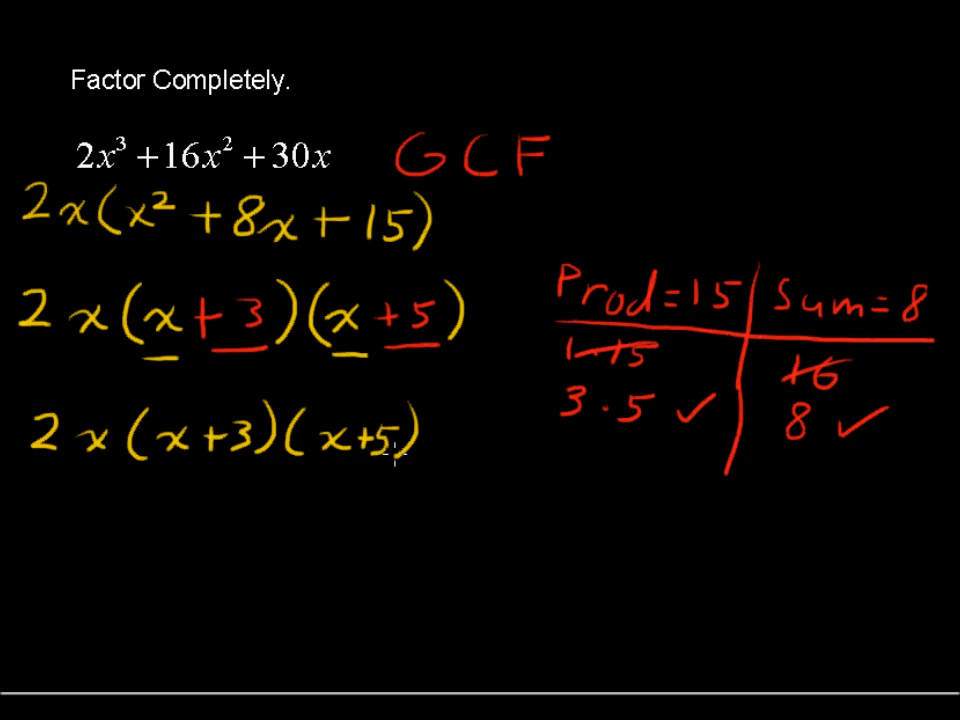 Factor Completely.
2x³ + 16x² + 30x GCF
2x(x² + 8x + 15)
2x(x + 3)(x + 5)
2x(x+3)(x+5)
Prod = 15 Sum = 8
1 · 15 16
3 · 5 ✓ 8 ✓